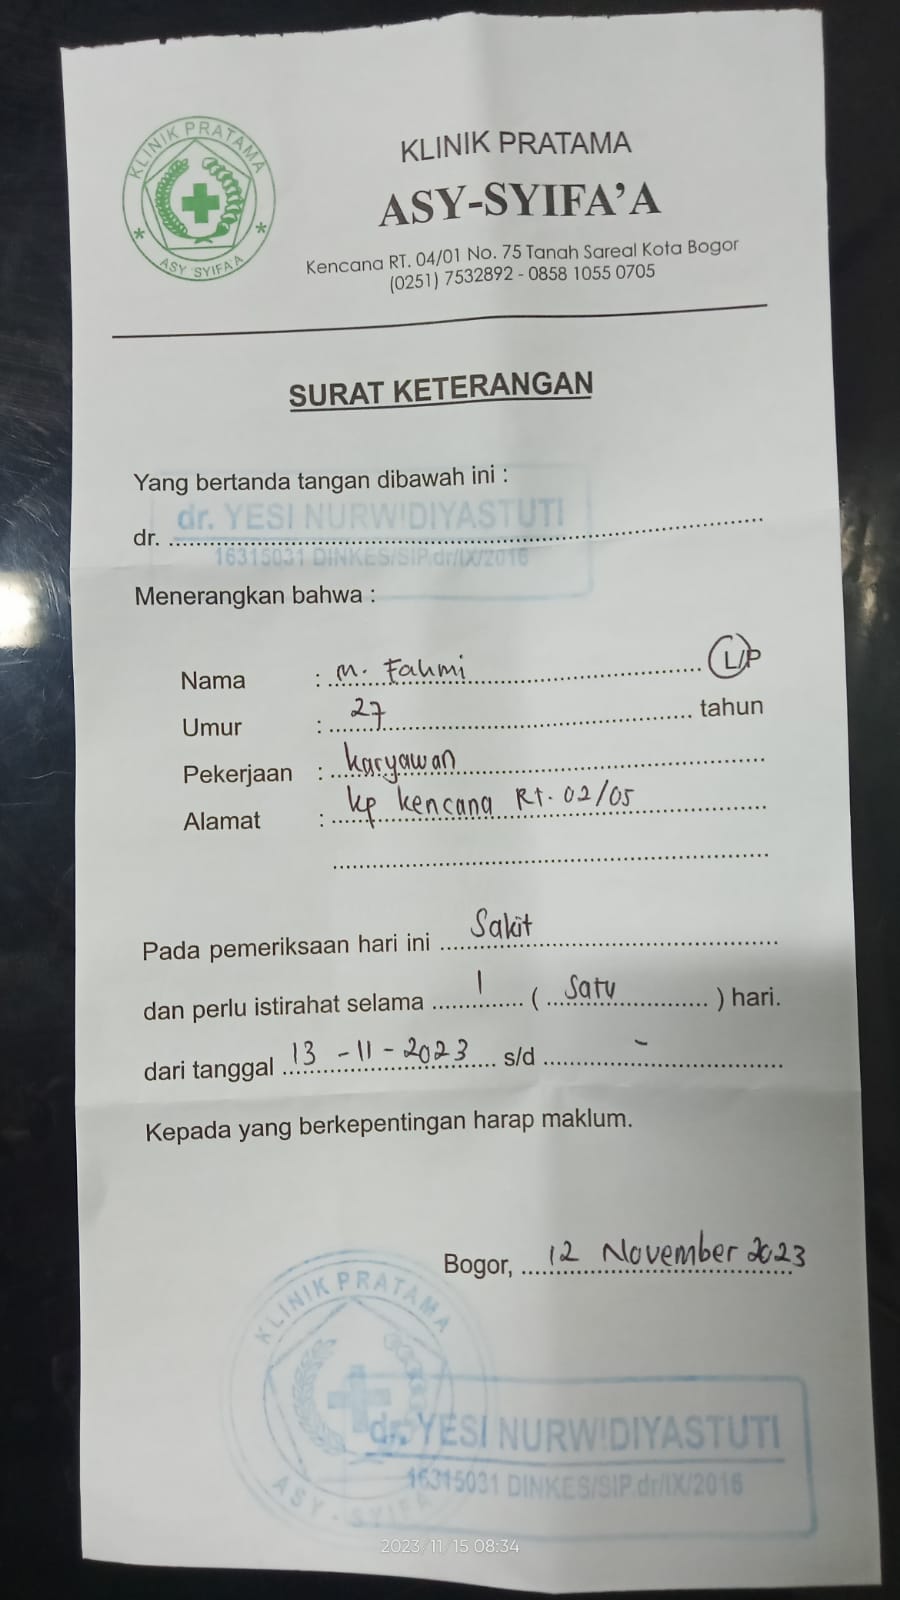 KLINIK PRATAMA
ASY SYIFA'A
KLINIK PRATAMA
ASY-SYIFA'A
Kencana RT. 04/01 No. 75 Tanah Sareal Kota Bogor
(0251) 7532892 - 0858 1055 0705
SURAT KETERANGAN
Yang bertanda tangan dibawah ini :
dr. YESI NURWIDIYASTUTI
dr.
16315031 DINKES/SIP.dr/IX/2016
Menerangkan bahwa :
Nama : M. Fahmi L/P
Umur : 27 tahun
Pekerjaan : karyawan
Alamat : kp kencana Rt. 02/05
Pada pemeriksaan hari ini Sakit
dan perlu istirahat selama 1 ( Satu ) hari.
dari tanggal 13 - 11 - 2023 s/d -
Kepada yang berkepentingan harap maklum.
Bogor, 12 November 2023
KLINIK PRATAMA
dr. YESI NURWIDIYASTUTI
16315031 DINKES/SIP.dr/IX/2016
ASY-SYIFA
2023/11/15 08:34